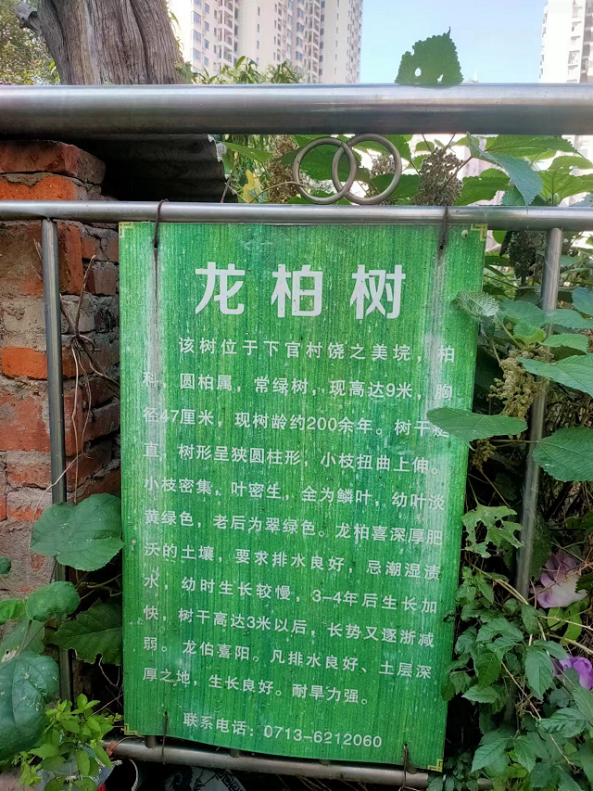 龙柏树
该树位于下官村饶之美垸，柏
科，圆柏属，常绿树，现高达9米，胸
径47厘米，现树龄约200余年。树干
直，树形呈狭圆柱形，小枝扭曲上伸。
小枝密集，叶密生，全为鳞叶，幼叶淡
黄绿色，老后为翠绿色。龙柏喜深厚肥
沃的土壤，要求排水良好，忌潮湿渍
水，幼时生长较慢，3-4年后生长加
快，树干高达3米以后，长势又逐浙减
弱。龙伯喜阳。凡排水良好、土层深
厚之地，生长良好。耐旱力强。
联系电话：0713-6212060